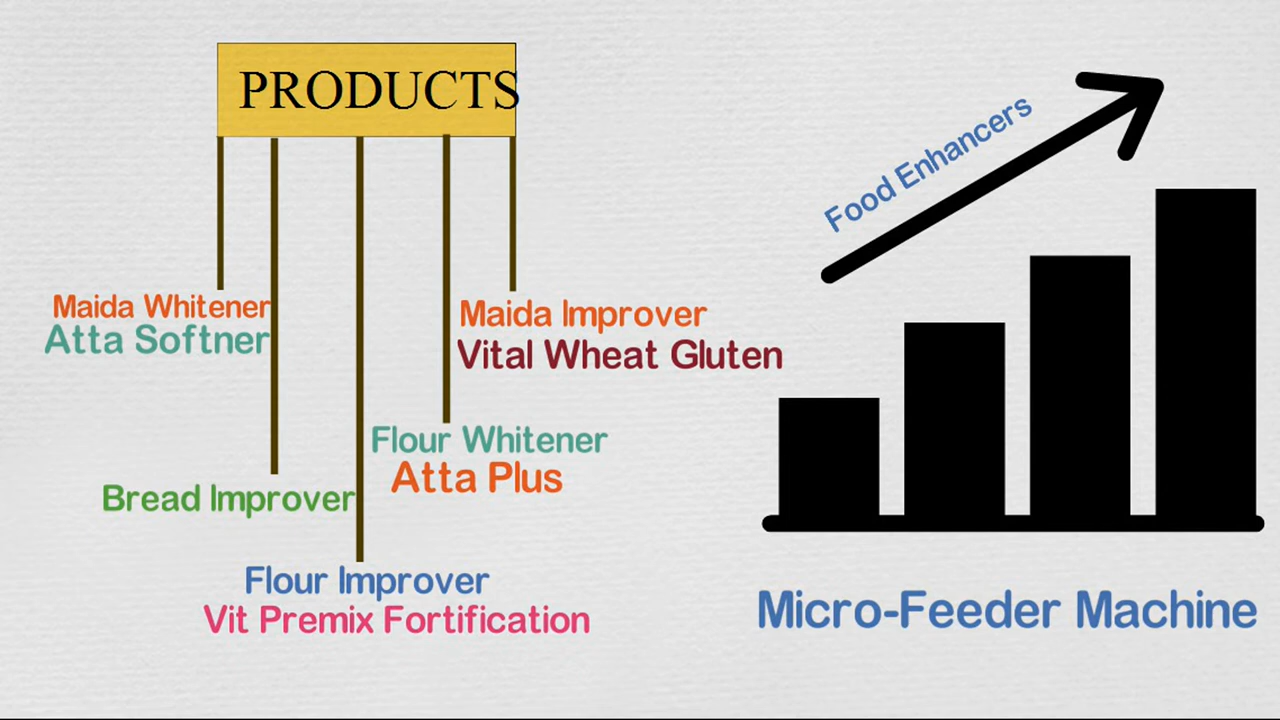 PRODUCTS
Maida Whitener
Atta Softner
Bread Improver
Flour Improver
Vit Premix Fortification
Flour Whitener
Atta Plus
Maida Improver
Vital Wheat Gluten
Food Enhancers
Micro-Feeder Machine